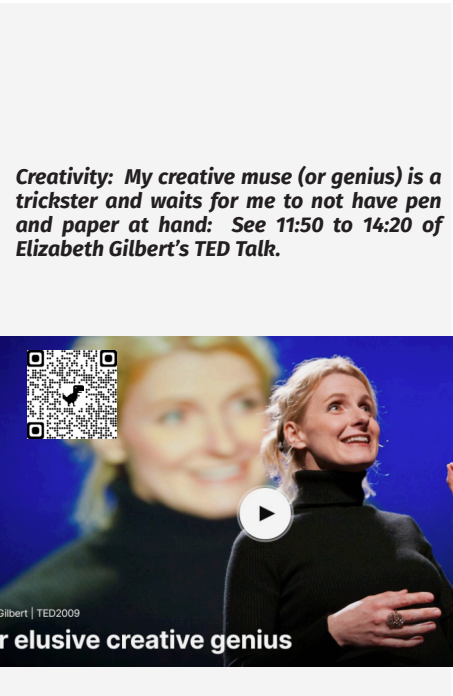 Creativity: My creative muse (or genius) is a
trickster and waits for me to not have pen
and paper at hand: See 11:50 to 14:20 of
Elizabeth Gilbert’s TED Talk.
Gilbert | TED2009
r elusive creative genius